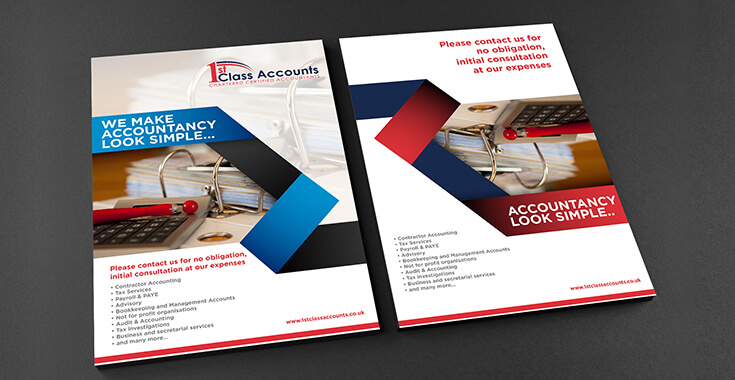 1st Class Accounts
CHARTERED CERTIFIED ACCOUNTANTS
WE MAKE
ACCOUNTANCY
LOOK SIMPLE...
Please contact us for no obligation,
initial consultation at our expenses
• Contractor Accounting
• Tax Services
• Payroll & PAYE
• Advisory
• Bookkeeping and Management Accounts
• Not for profit organisations
• Audit & Accounting
• Tax investigations
• Business and secretarial services
• and many more...
www.1stclassaccounts.co.uk
Please contact us for
no obligation,
initial consultation
at our expenses
ACCOUNTANCY
LOOK SIMPLE..
• Contractor Accounting
• Tax Services
• Payroll & PAYE
• Advisory
• Bookkeeping and Management Accounts
• Not for profit organisations
• Audit & Accounting
• Tax investigations
• Business and secretarial services
• and many more...
www.1stclassaccounts.co.uk